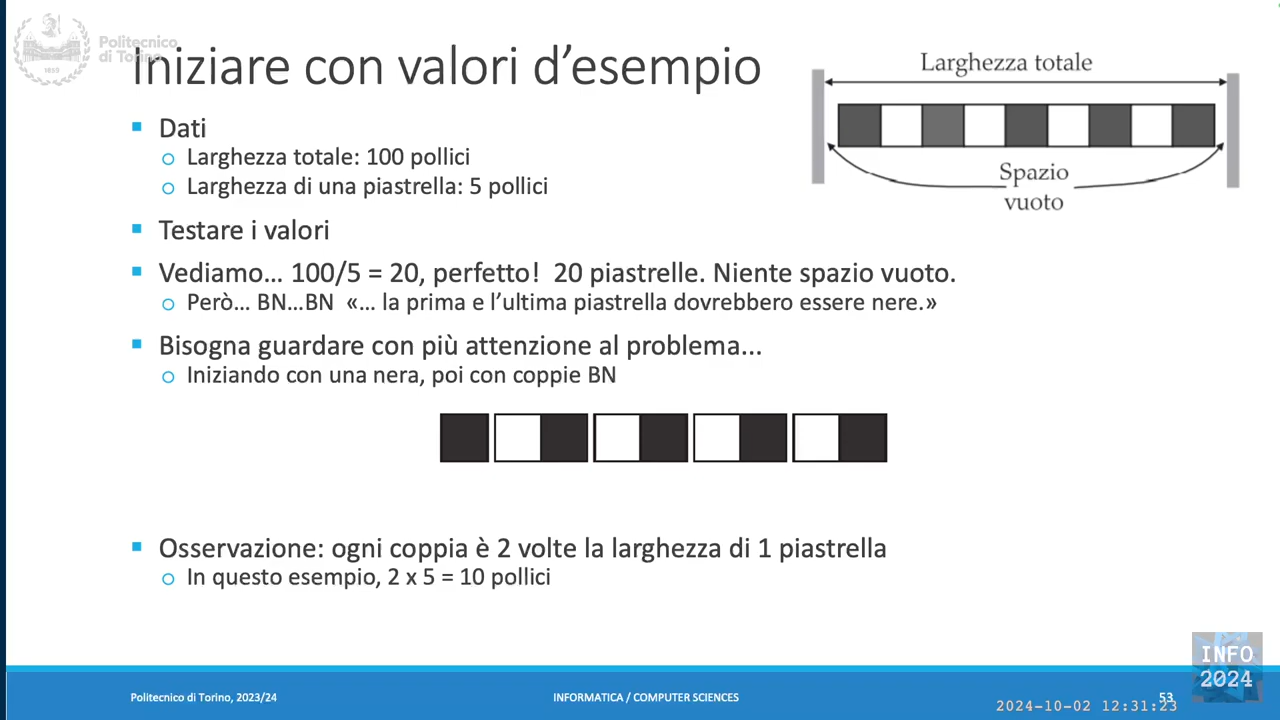 Politecnico
di Torino
Iniziare con valori d’esempio
Larghezza totale
Spazio
vuoto
▪ Dati
o Larghezza totale: 100 pollici
o Larghezza di una piastrella: 5 pollici
▪ Testare i valori
▪ Vediamo… 100/5 = 20, perfetto! 20 piastrelle. Niente spazio vuoto.
o Però… BN…BN «… la prima e l’ultima piastrella dovrebbero essere nere.»
▪ Bisogna guardare con più attenzione al problema...
o Iniziando con una nera, poi con coppie BN
▪ Osservazione: ogni coppia è 2 volte la larghezza di 1 piastrella
o In questo esempio, 2 x 5 = 10 pollici
INFO
2024
Politecnico di Torino, 2023/24
INFORMATICA / COMPUTER SCIENCES
53
2024-10-02 12:31:23